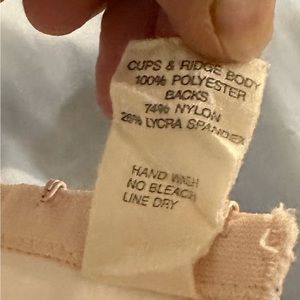 CUPS & RIDGE BODY
100% POLYESTER
BACKS
74% NYLON
26% LYCRA SPANDEX
HAND WASH
NO BLEACH
LINE DRY